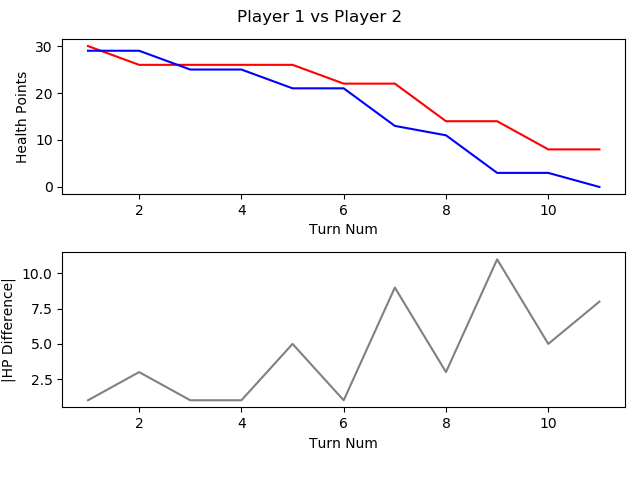 Player 1 vs Player 2
30
20
10
0
Health Points
2 4 6 8 10
Turn Num
10.0
7.5
5.0
2.5
|HP Difference|
2 4 6 8 10
Turn Num